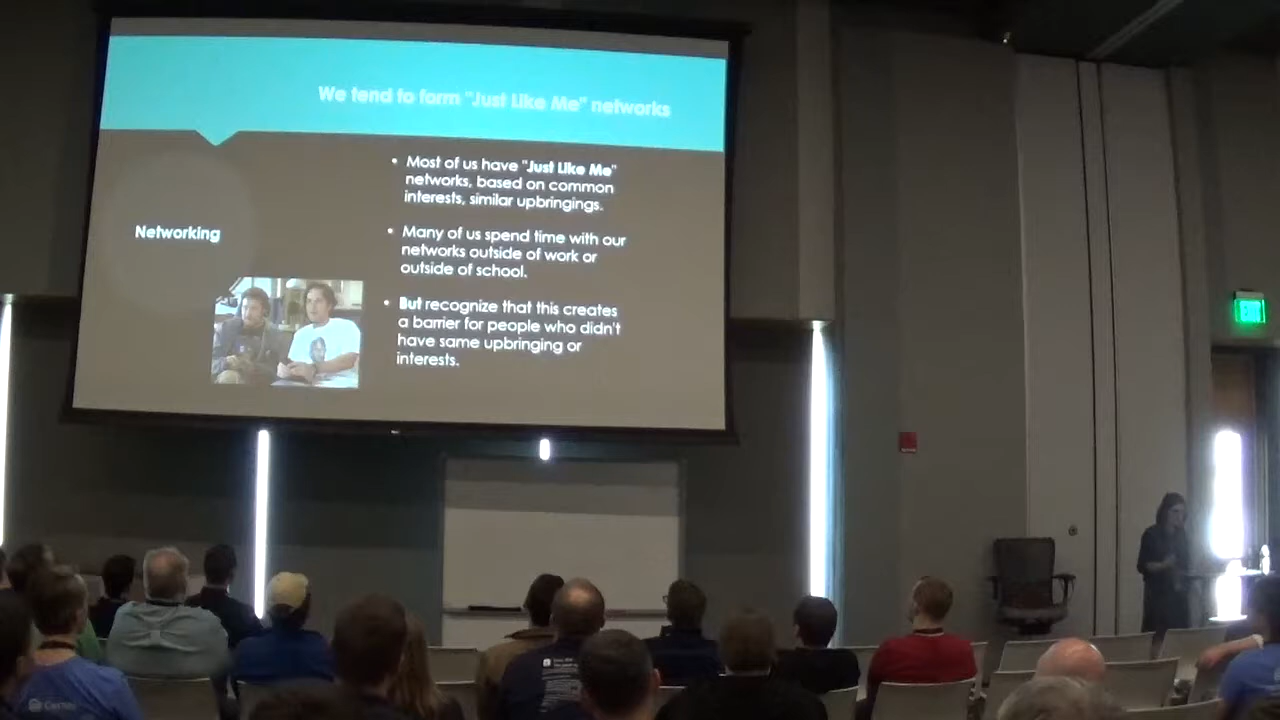 We tend to form "Just Like Me" networks
• Most of us have "Just Like Me"
networks, based on common
interests, similar upbringings.
Networking
• Many of us spend time with our
networks outside of work or
outside of school.
• But recognize that this creates
a barrier for people who didn't
have same upbringing or
interests.
EXIT